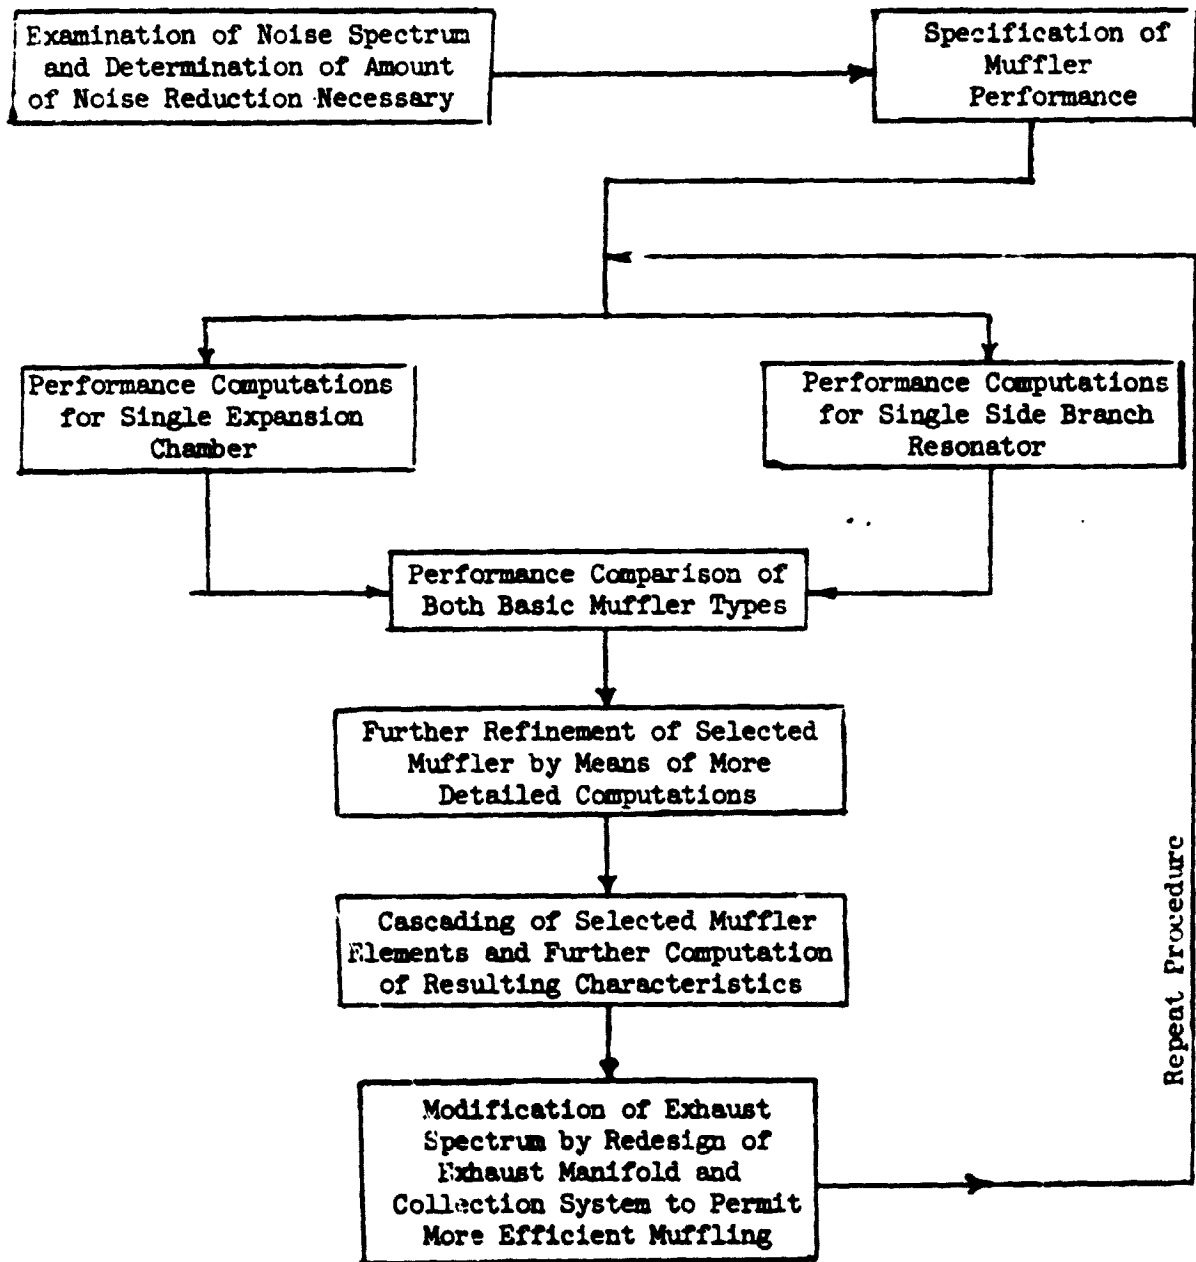 Examination of Noise Spectrum
and Determination of Amount
of Noise Reduction Necessary
Specification of
Muffler
Performance
Performance Computations
for Single Expansion
Chamber
Performance Computations
for Single Side Branch
Resonator
Performance Comparison of
Both Basic Muffler Types
Further Refinement of Selected
Muffler by Means of More
Detailed Computations
Cascading of Selected Muffler
Elements and Further Computation
of Resulting Characteristics
Modification of Exhaust
Spectrum by Redesign of
Exhaust Manifold and
Collection System to Permit
More Efficient Muffling
Repeat Procedure